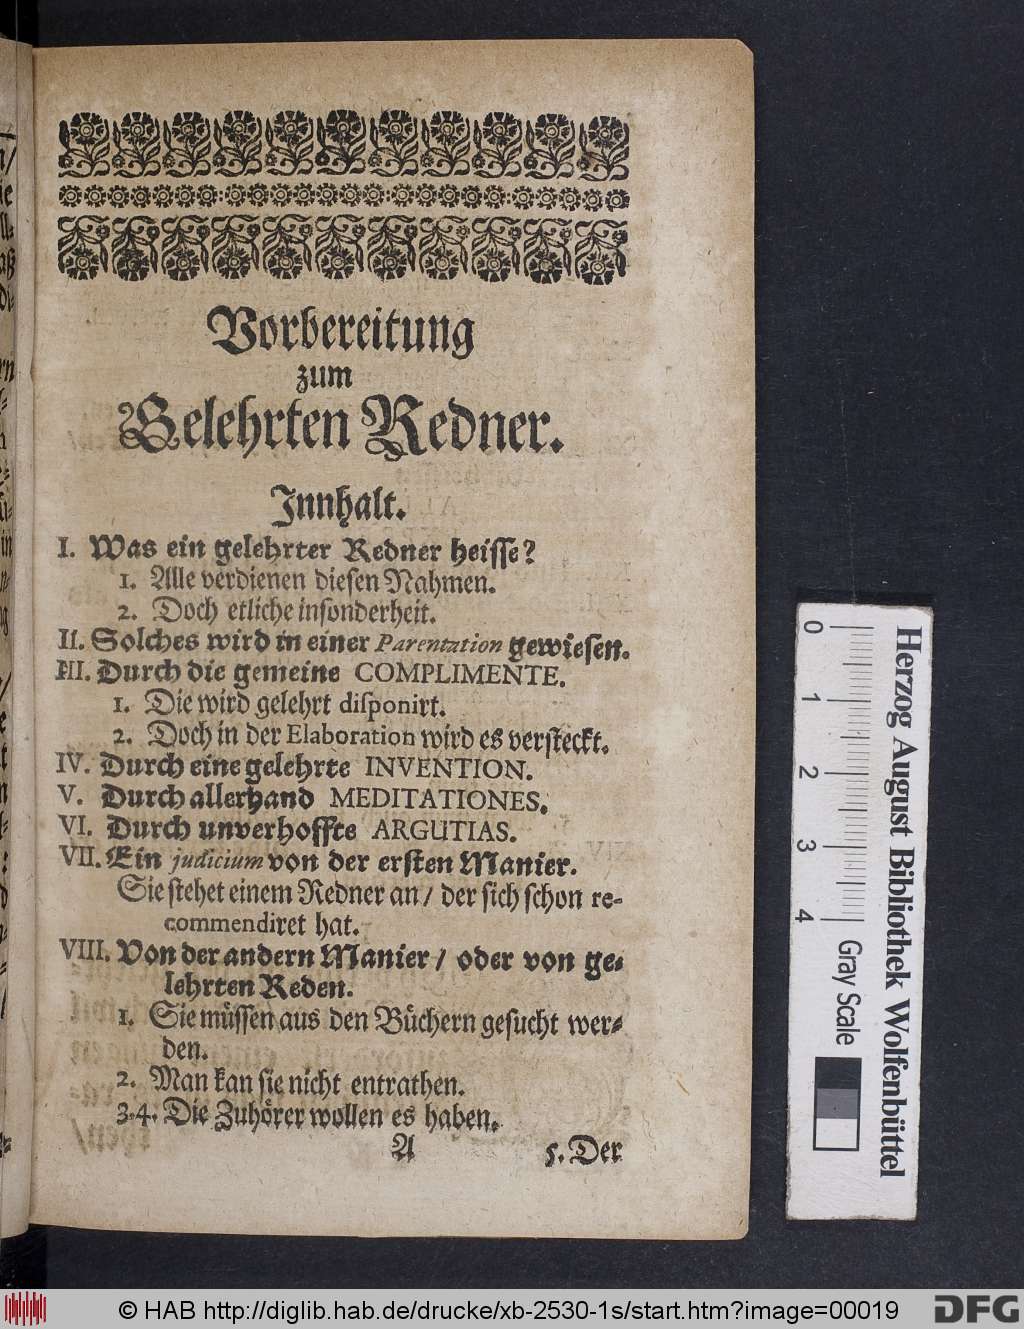 Vorbereitung
zum
Gelehrten Redner.
Innhalt.
I. Was ein gelehrter Redner heisse?
1. Alle verdienen diesen Nahmen.
2. Doch etliche insonderheit.
II. Solches wird in einer Parentation gewiesen.
III. Durch die gemeine COMPLIMENTE.
1. Die wird gelehrt disponirt.
2. Doch in der Elaboration wird es versteckt.
IV. Durch eine gelehrte INVENTION.
V. Durch allerhand MEDITATIONES.
VI. Durch unverhoffte ARGUTIAS.
VII. Ein judicium von der ersten Manier.
Sie stehet einem Redner an / der sich schon re-
commendiret hat.
VIII. Von der andern Manier / oder von ge-
lehrten Reden.
1. Sie müssen aus den Büchern gesucht wer-
den.
2. Man kan sie nicht entrathen.
3.4. Die Zuhörer wollen es haben.
A 5. Der
0 1 2 3 4
Herzog August Bibliothek Wolfenbüttel
Gray Scale
© HAB http://diglib.hab.de/drucke/xb-2530-1s/start.htm?image=00019
DFG